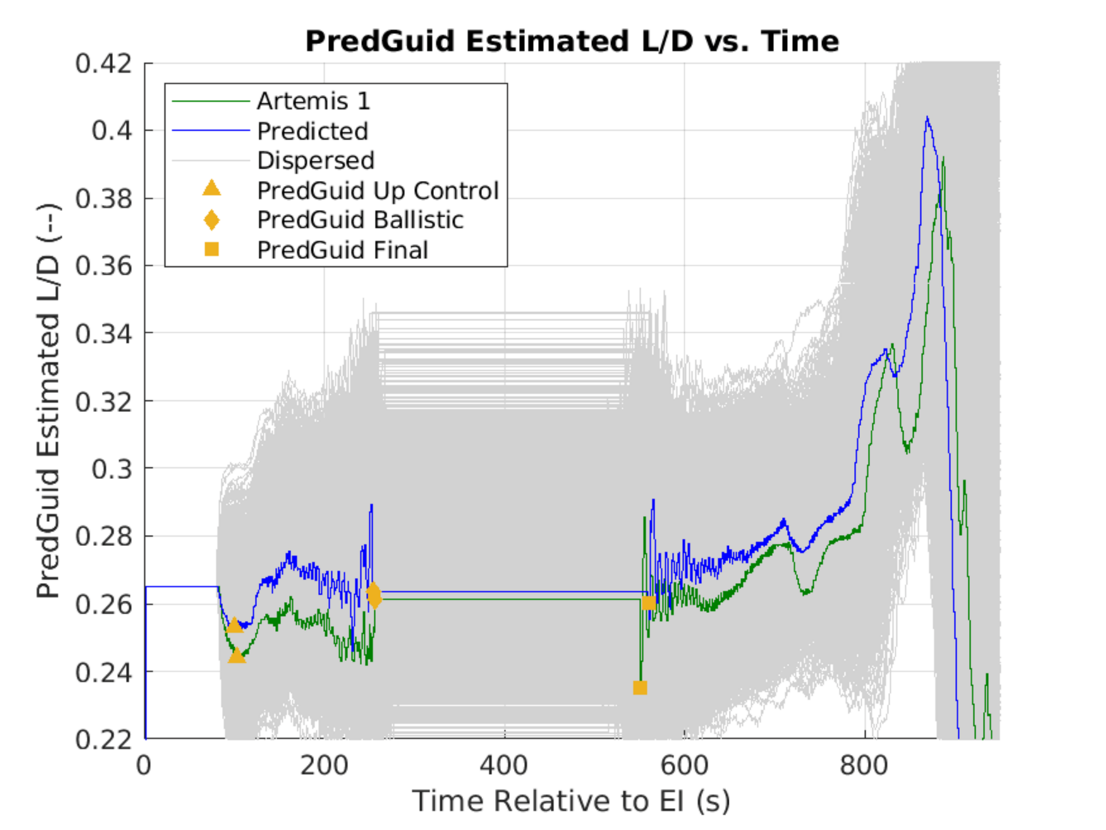 PredGuid Estimated L/D vs. Time
0.42
0.4
0.38
0.36
0.34
0.32
0.3
0.28
0.26
0.24
0.22
PredGuid Estimated L/D (--)
Artemis 1
Predicted
Dispersed
PredGuid Up Control
PredGuid Ballistic
PredGuid Final
0 200 400 600 800
Time Relative to EI (s)